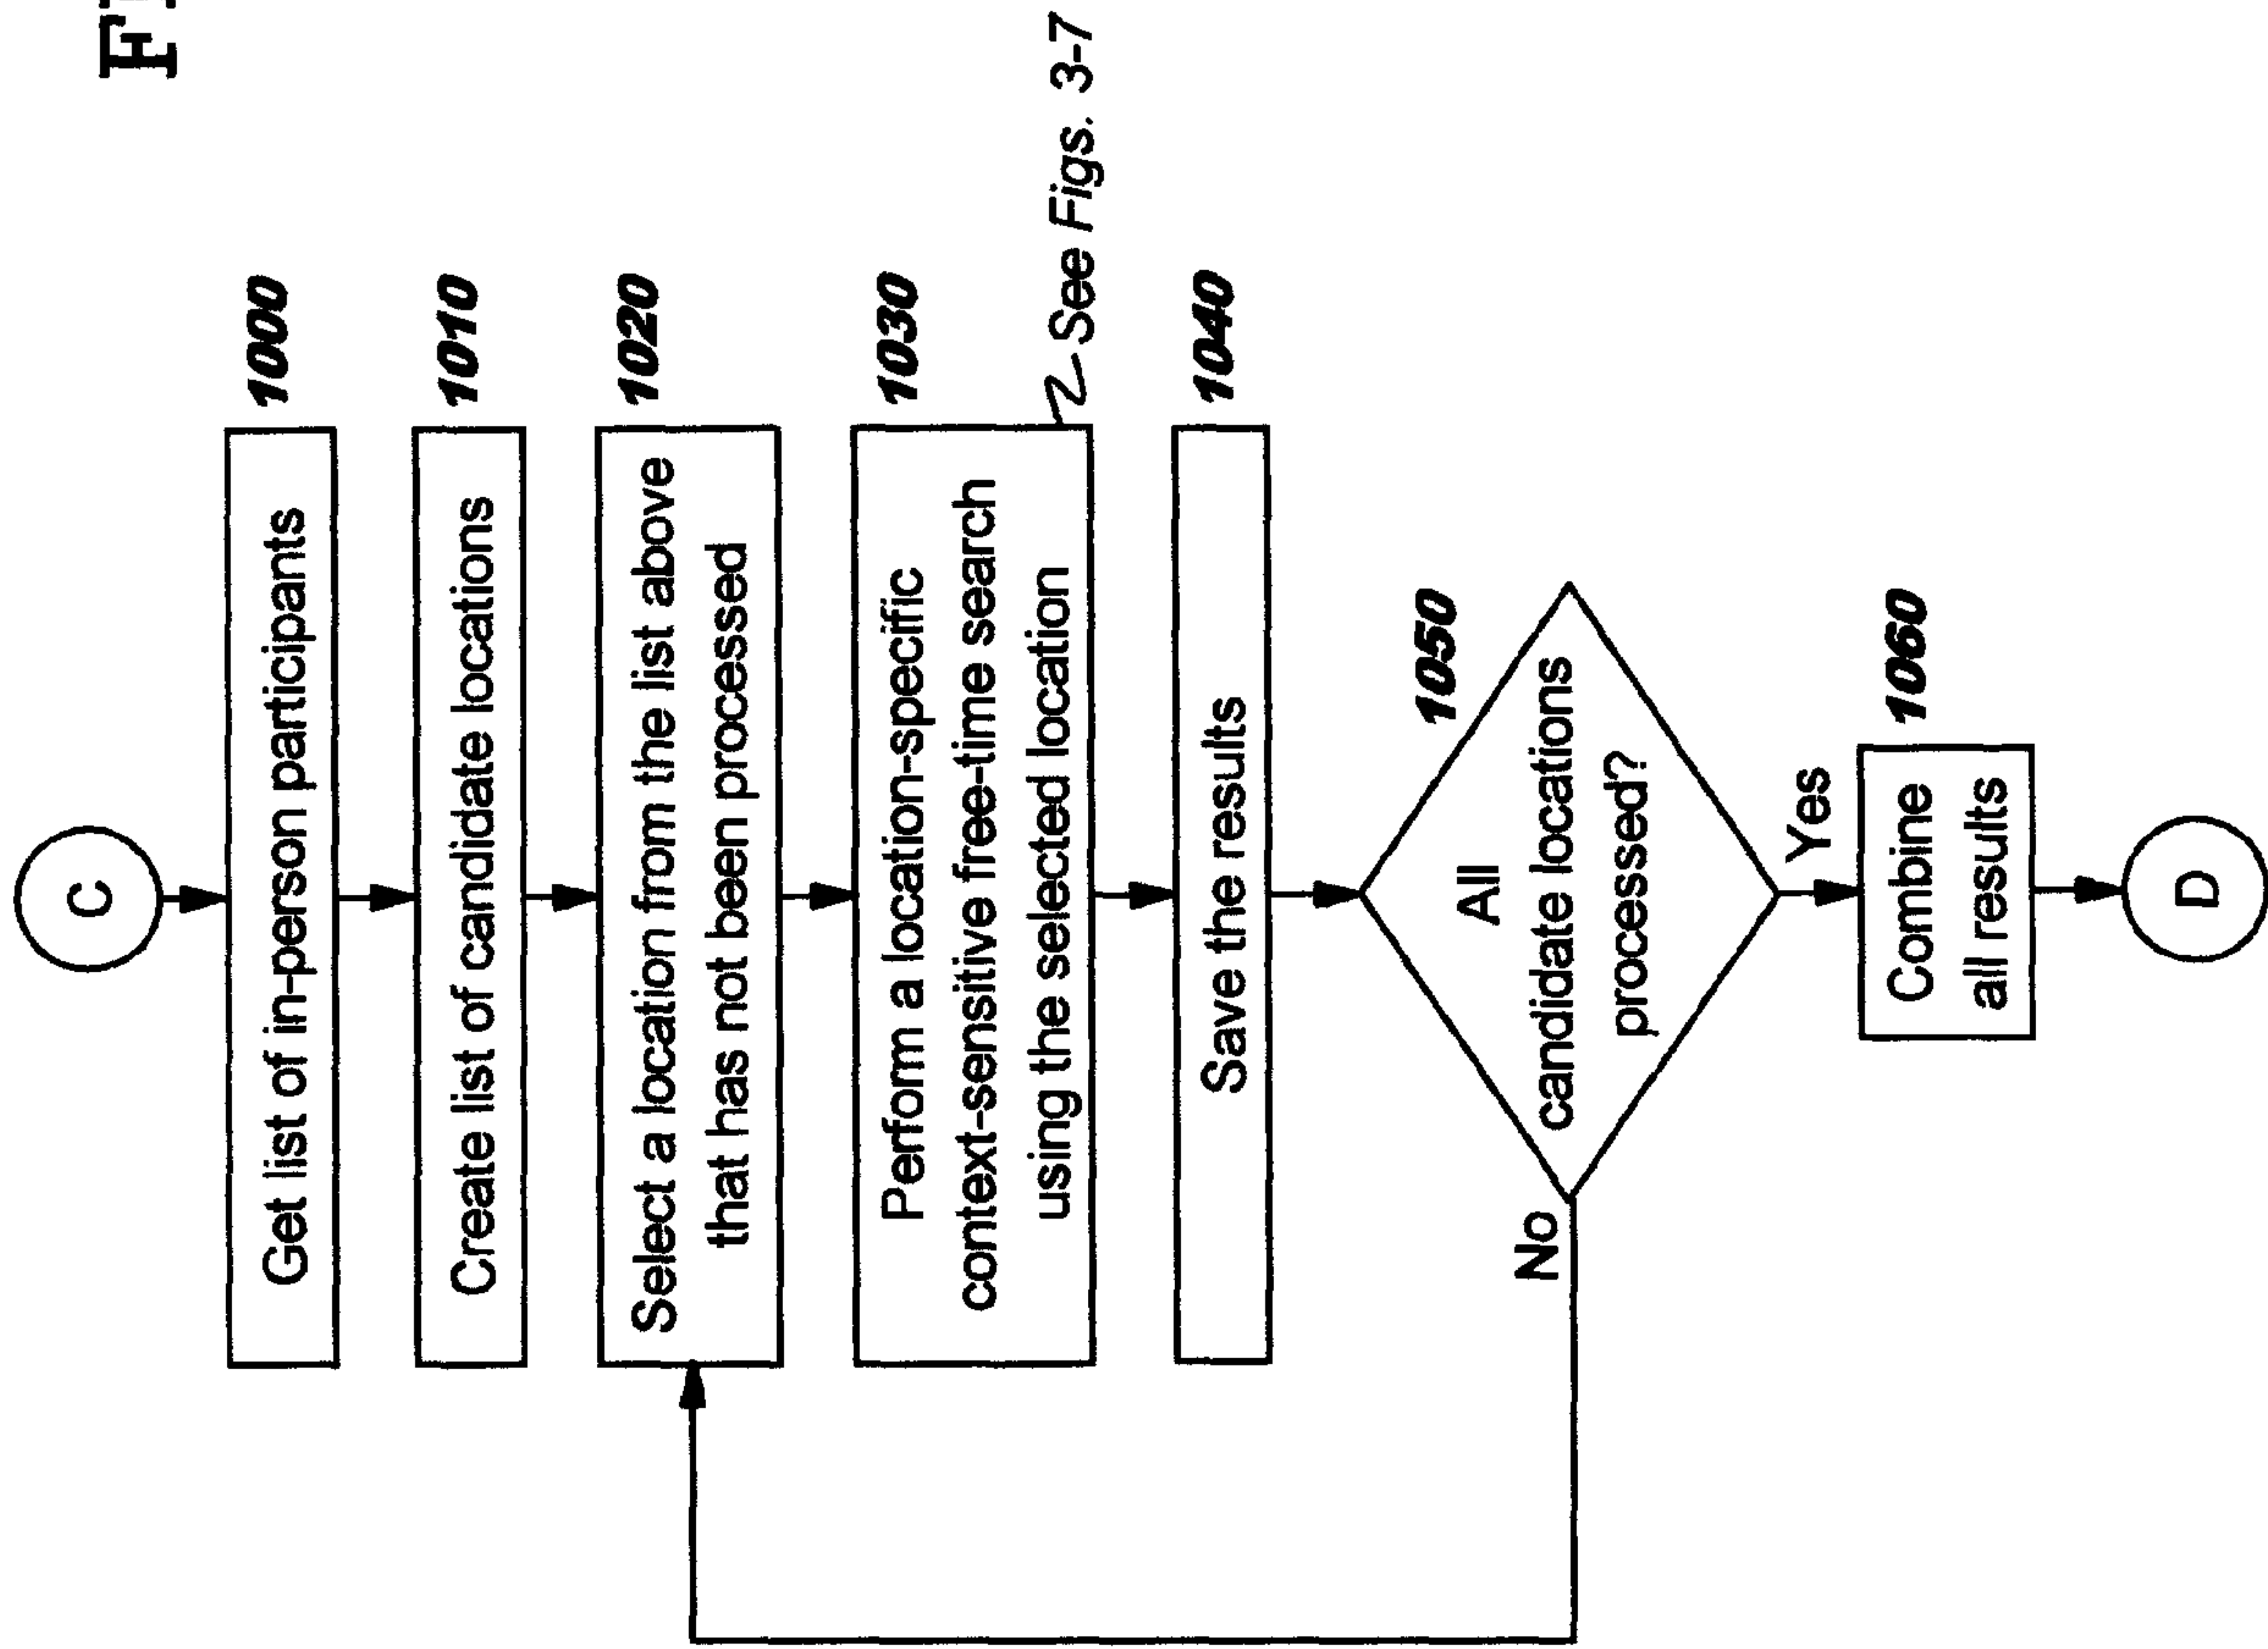 C
1000
Get list of in-person participants
1010
Create list of candidate locations
1020
Select a location from the list above
that has not been processed
1030
Perform a location-specific
context-sensitive free-time search
using the selected location
See Figs. 3-7
1040
Save the results
1050
All
candidate locations
processed?
No
Yes
1060
Combine
all results
D